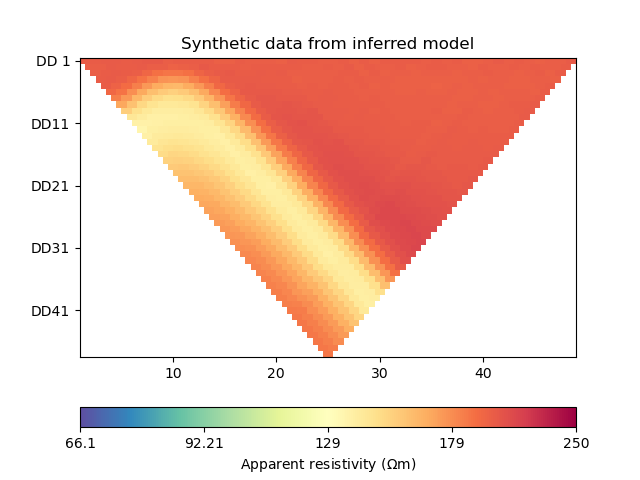 Synthetic data from inferred model
DD 1
DD11
DD21
DD31
DD41
10 20 30 40
66.1 92.21 129 179 250
Apparent resistivity (Ωm)